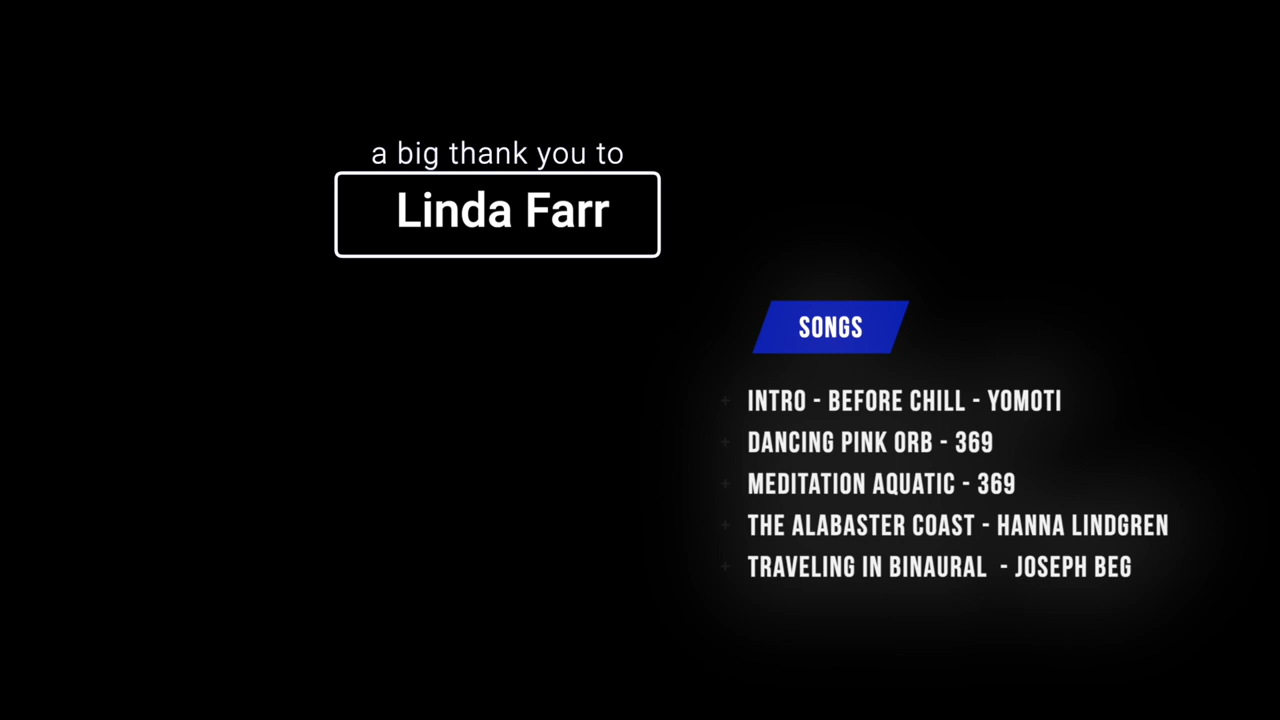 a big thank you to
Linda Farr
SONGS
INTRO - BEFORE CHILL - YOMOTI
DANCING PINK ORB - 369
MEDITATION AQUATIC - 369
THE ALABASTER COAST - HANNA LINDGREN
TRAVELING IN BINAURAL  - JOSEPH BEG